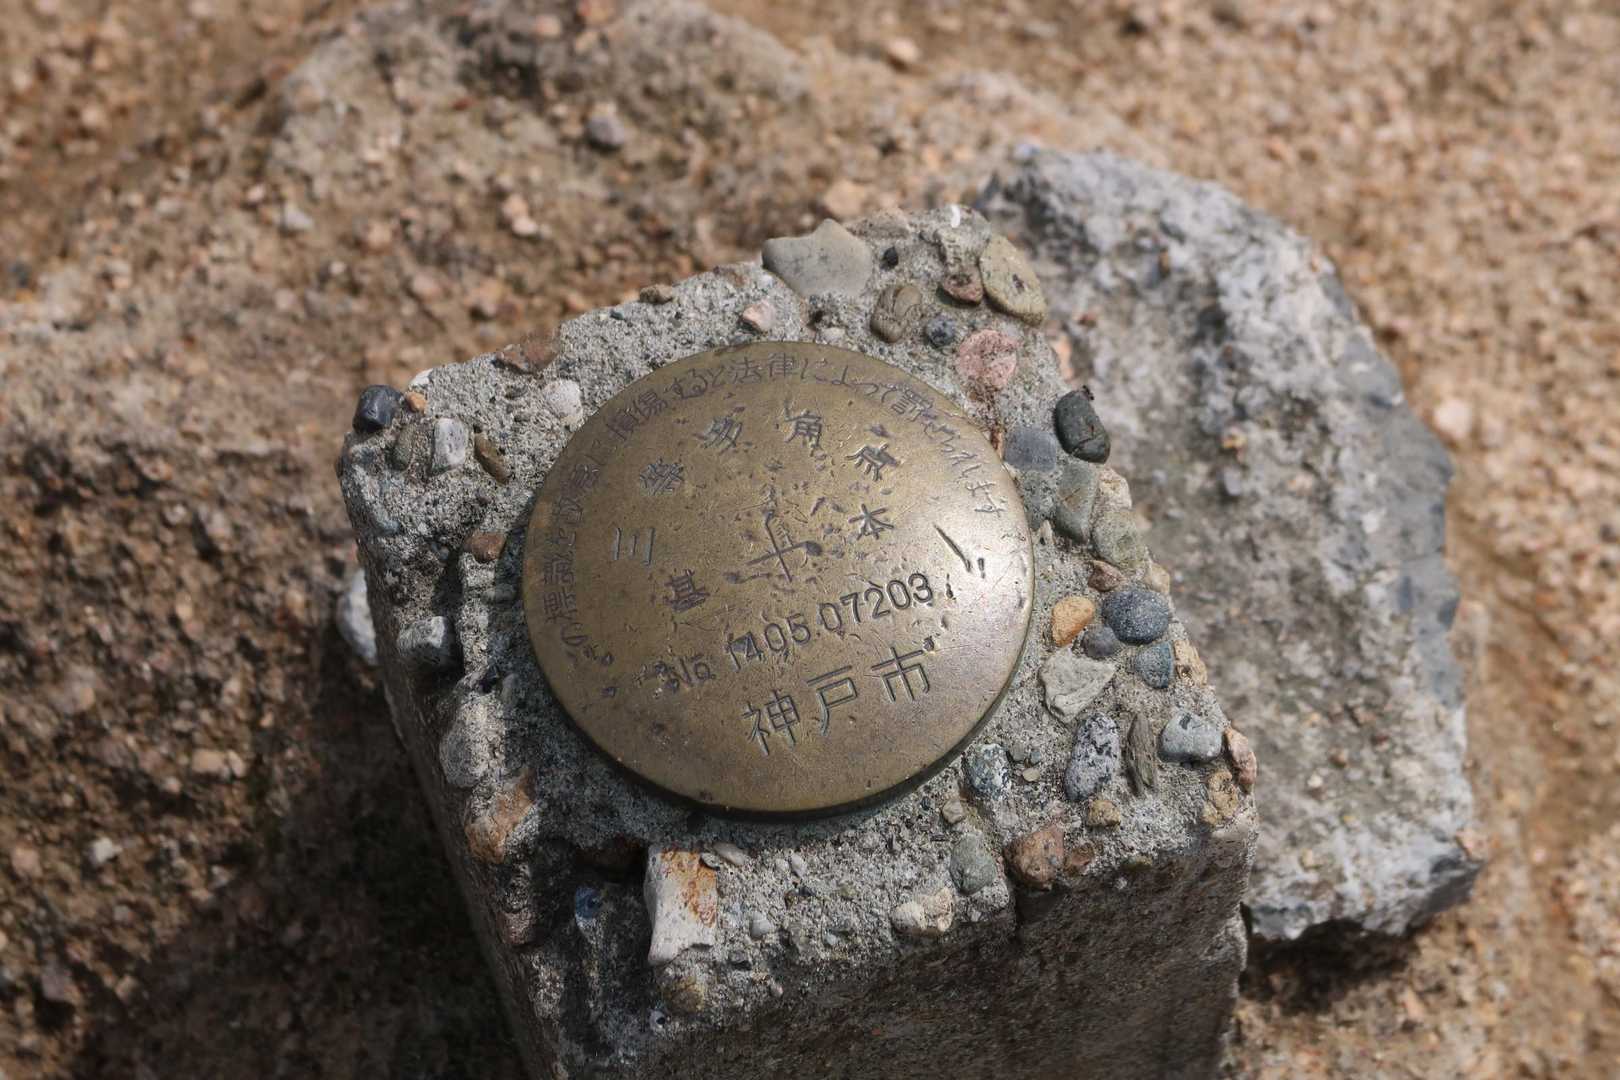 この標識を故意に損傷すると法律によって罰せられます
三等多角点
基本
No 1405.07203
神戸市